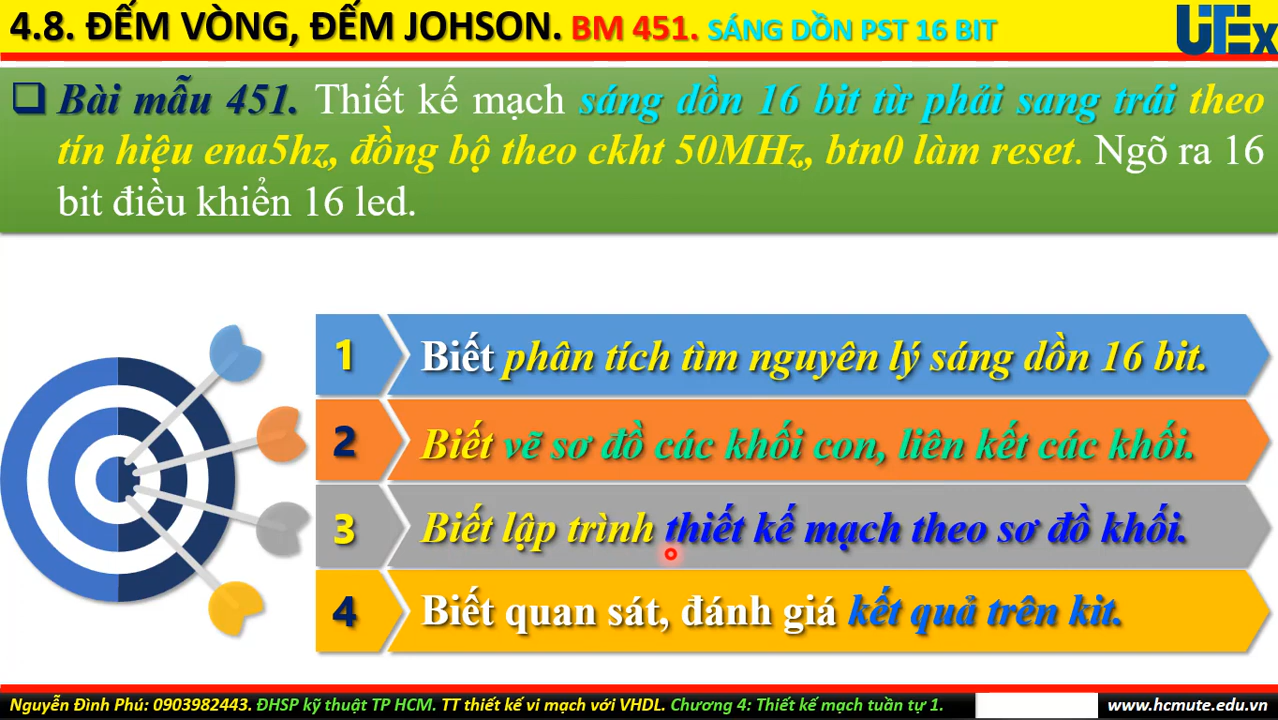 4.8. ĐẾM VÒNG, ĐẾM JOHSON. BM 451. SÁNG DỒN PST 16 BIT
UTEx
Bài mẫu 451. Thiết kế mạch sáng dồn 16 bit từ phải sang trái theo
tín hiệu ena5hz, đồng bộ theo ckht 50MHz, btn0 làm reset. Ngõ ra 16
bit điều khiển 16 led.
1 Biết phân tích tìm nguyên lý sáng dồn 16 bit.
2 Biết vẽ sơ đồ các khối con, liên kết các khối.
3 Biết lập trình thiết kế mạch theo sơ đồ khối.
4 Biết quan sát, đánh giá kết quả trên kit.
Nguyễn Đình Phú: 0903982443. ĐHSP kỹ thuật TP HCM. TT thiết kế vi mạch với VHDL. Chương 4: Thiết kế mạch tuần tự 1. www.hcmute.edu.vn